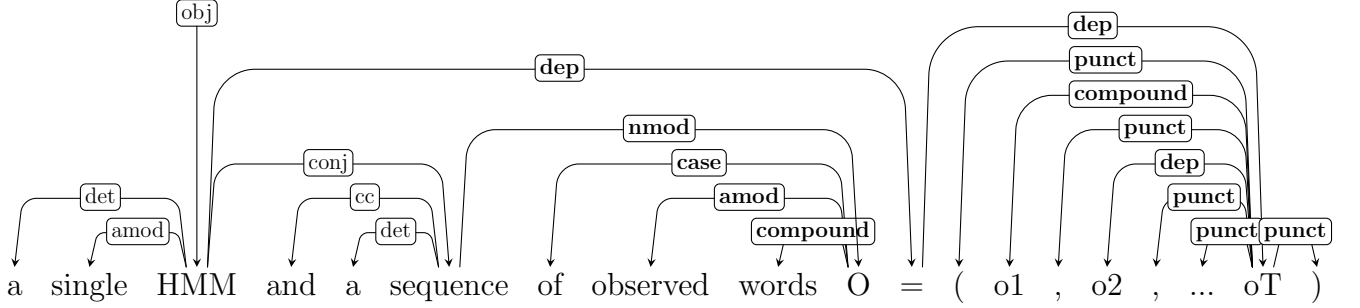 obj
dep
dep
punct
compound
nmod
punct
conj
case
dep
det
cc
amod
punct
amod
det
compound
punct
punct
a single HMM and a sequence of observed words O = ( o1 , o2 , ... oT )